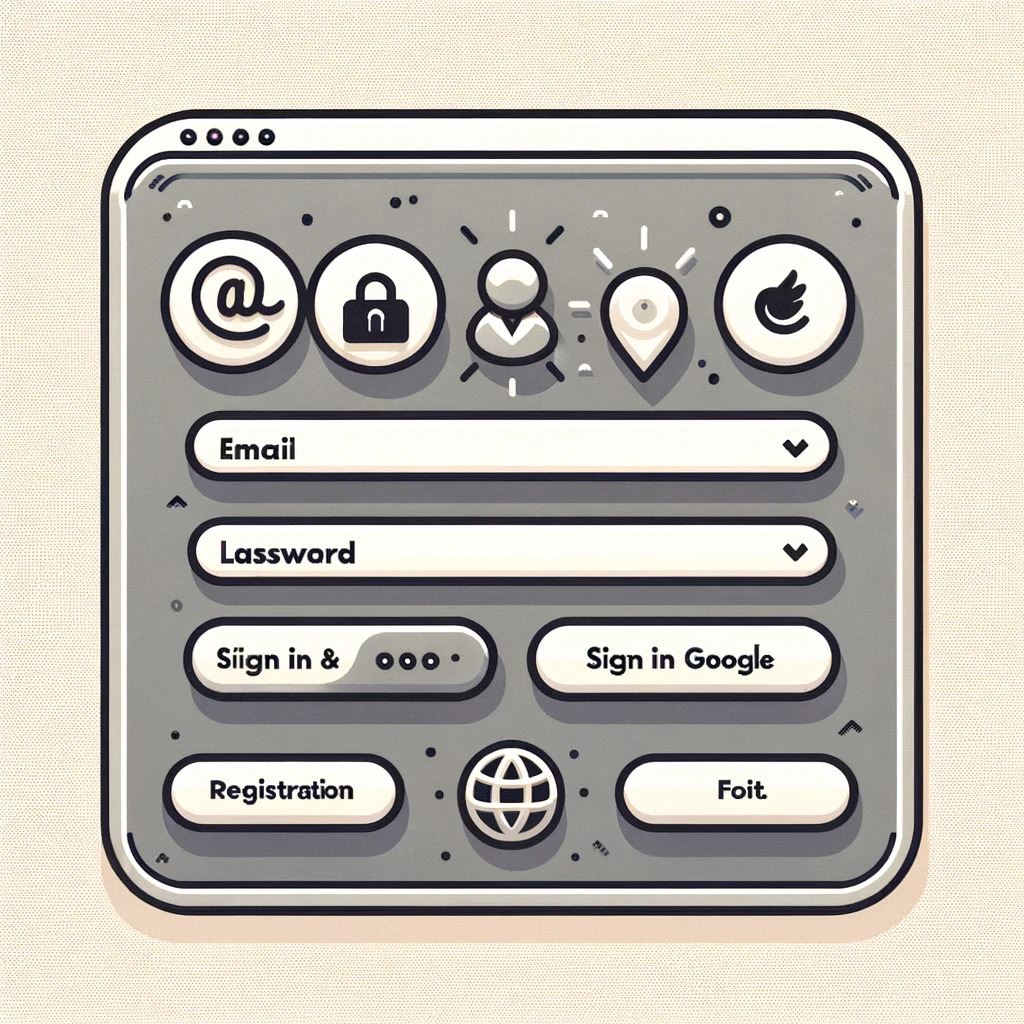 @
Email
Lassword
Siign in &
Sign in Google
Registration
Foit.